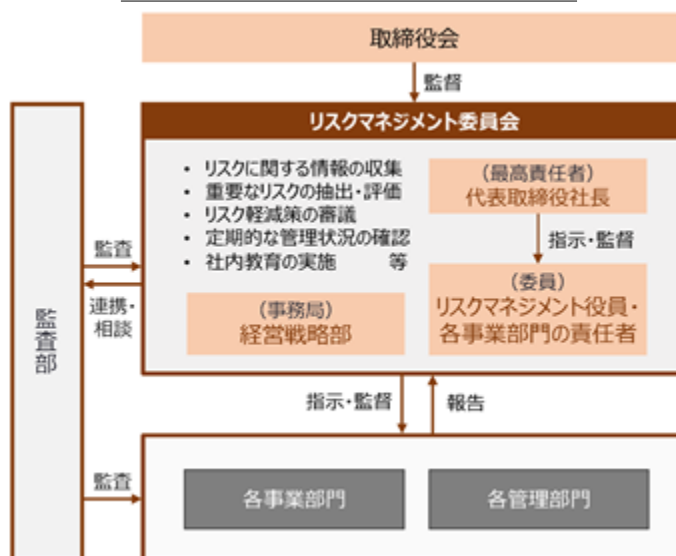 取締役会
監督
リスクマネジメント委員会
・ リスクに関する情報の収集
・ 重要なリスクの抽出・評価
・ リスク軽減策の審議
・ 定期的な管理状況の確認
・ 社内教育の実施 等
（最高責任者）
代表取締役社長
指示・監督
（委員）
リスクマネジメント役員・
各事業部門の責任者
（事務局）
経営戦略部
監査
連携・
相談
監査部
指示・監督
報告
監査
各事業部門
各管理部門